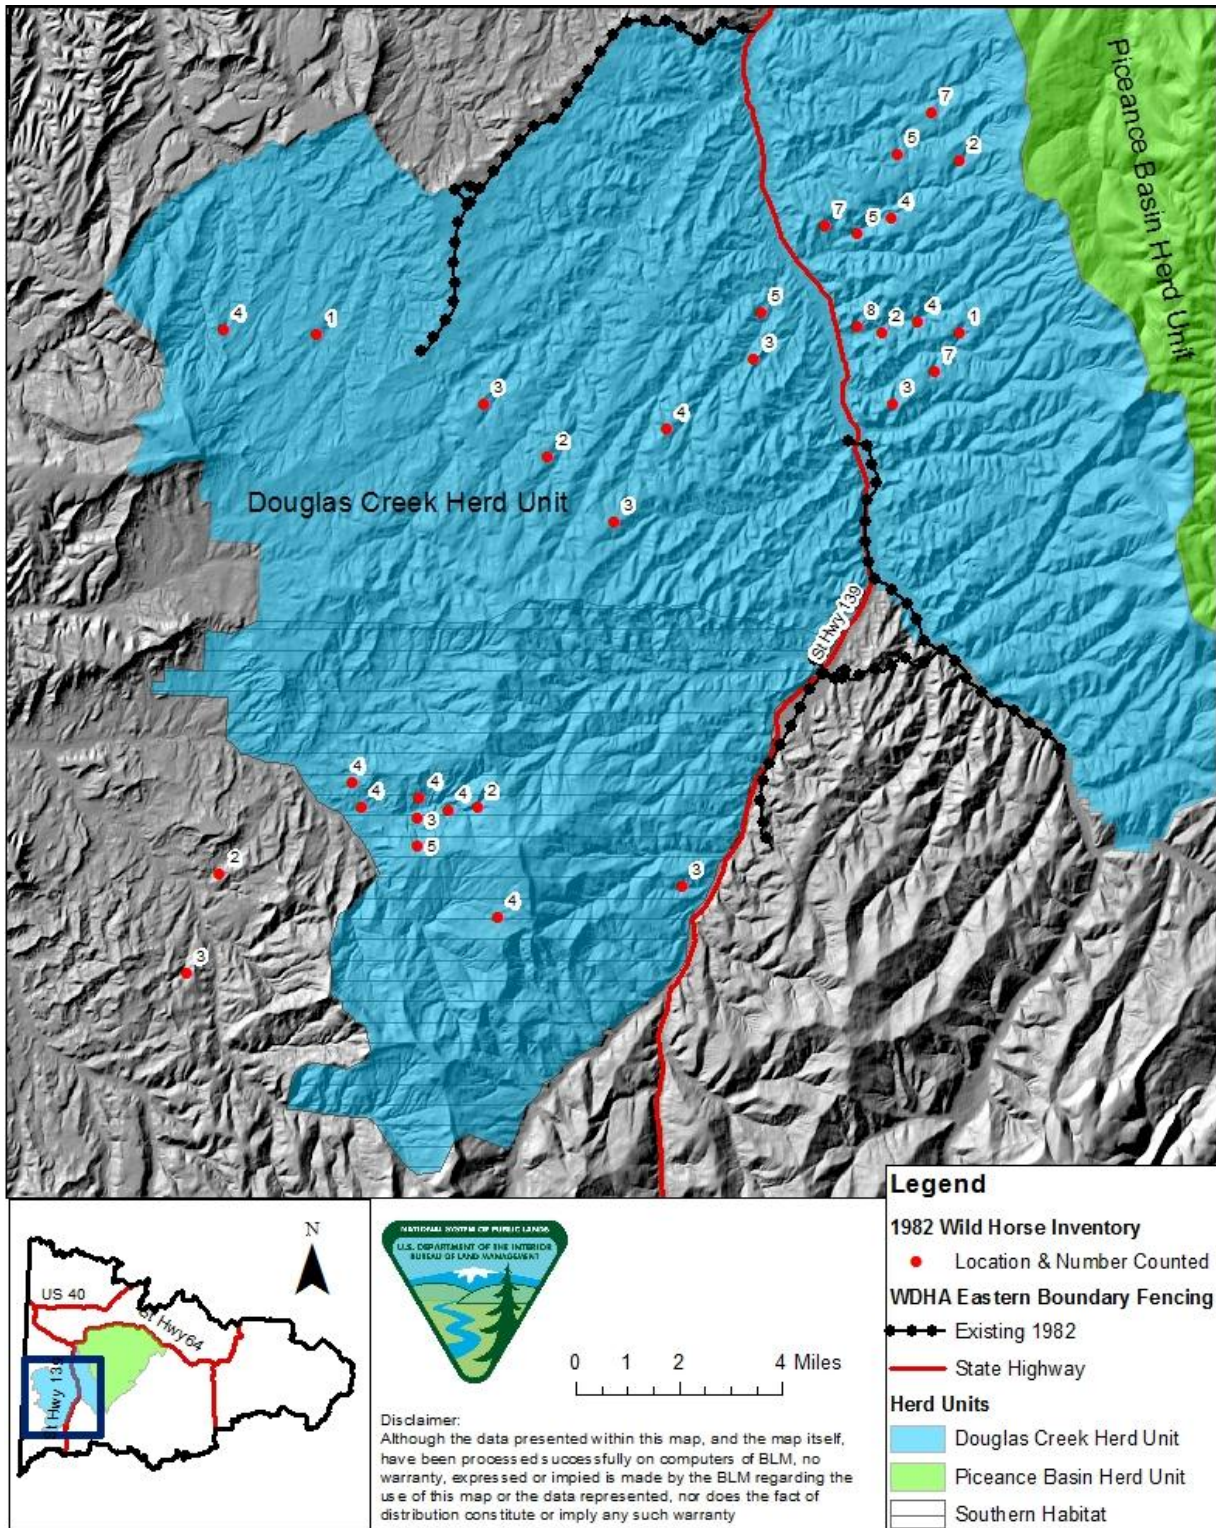 Piceance Basin Herd Unit
7
5
2
4
7
5
4
1
5
3
8
2
4
1
7
3
3
2
4
3
Douglas Creek Herd Unit
St Hwy 139
4
4
4
4
2
3
5
2
3
4
3
N
US 40
St Hwy 64
St Hwy 139
NATIONAL SYSTEM OF PUBLIC LANDS
U.S. DEPARTMENT OF THE INTERIOR
BUREAU OF LAND MANAGEMENT
0 1 2 4 Miles
Disclaimer:
Although the data presented within this map, and the map itself,
have been processed successfully on computers of BLM, no
warranty, expressed or impied is made by the BLM regarding the
use of this map or the data represented, nor does the fact of
distribution constitute or imply any such warranty
Legend
1982 Wild Horse Inventory
Location & Number Counted
WDHA Eastern Boundary Fencing
Existing 1982
State Highway
Herd Units
Douglas Creek Herd Unit
Piceance Basin Herd Unit
Southern Habitat